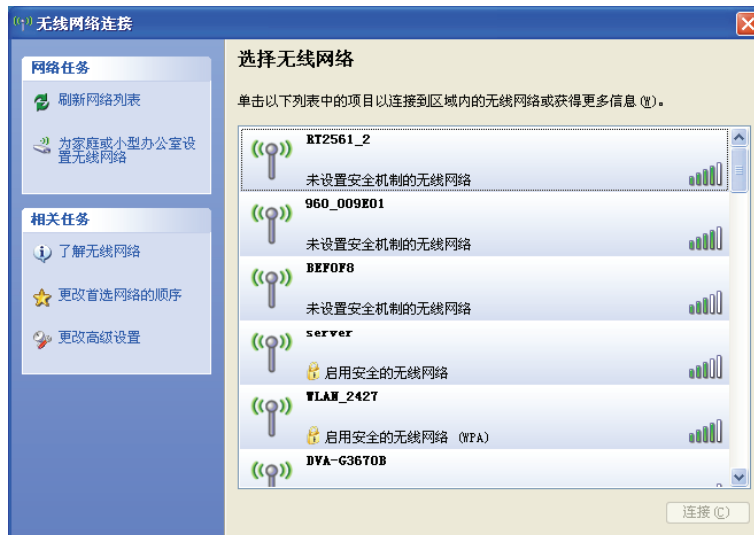 无线网络连接
网络任务
刷新网络列表
为家庭或小型办公室设
置无线网络
相关任务
了解无线网络
更改首选网络的顺序
更改高级设置
选择无线网络
单击以下列表中的项目以连接到区域内的无线网络或获得更多信息(W)。
RT2561_2
未设置安全机制的无线网络
960_009E01
未设置安全机制的无线网络
BEF0F8
未设置安全机制的无线网络
server
启用安全的无线网络
WLAN_2427
启用安全的无线网络 (WPA)
DVA-G3670B
连接(C)